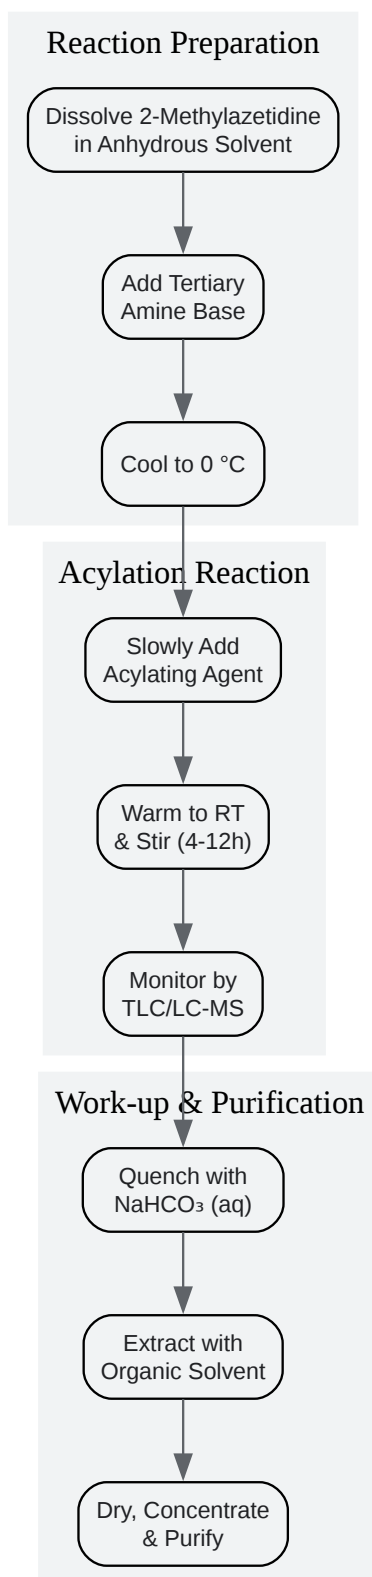 Reaction Preparation
Dissolve 2-Methylazetidine
in Anhydrous Solvent
Add Tertiary
Amine Base
Cool to 0 °C
Acylation Reaction
Slowly Add
Acylating Agent
Warm to RT
& Stir (4-12h)
Monitor by
TLC/LC-MS
Work-up & Purification
Quench with
NaHCO₃ (aq)
Extract with
Organic Solvent
Dry, Concentrate
& Purify